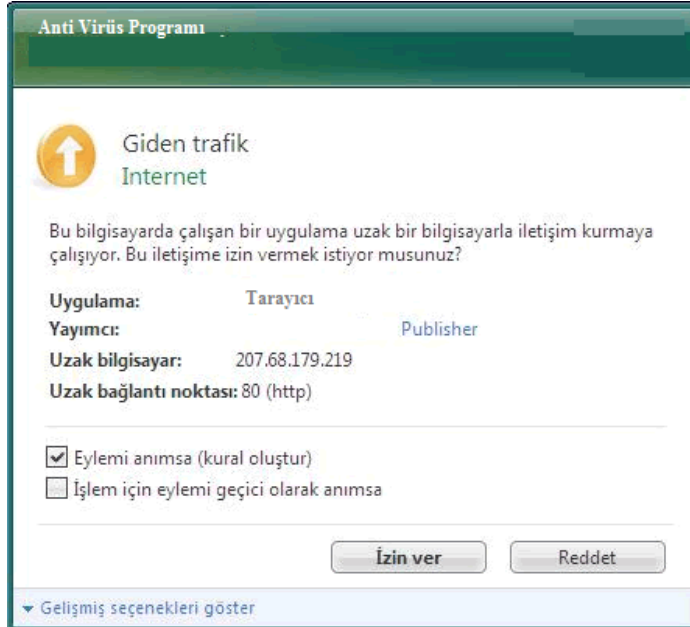 Anti Virüs Programı
Giden trafik
Internet
Bu bilgisayarda çalışan bir uygulama uzak bir bilgisayarla iletişim kurmaya
çalışıyor. Bu iletişime izin vermek istiyor musunuz?
Uygulama: Tarayıcı
Yayımcı: Publisher
Uzak bilgisayar: 207.68.179.219
Uzak bağlantı noktası: 80 (http)
Eylemi anımsa (kural oluştur)
İşlem için eylemi geçici olarak anımsa
İzin ver Reddet
Gelişmiş seçenekleri göster